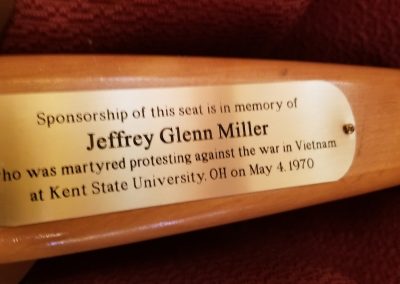 Sponsorship of this seat is in memory of
Jeffrey Glenn Miller
ho was martyred protesting against the war in Vietnam
at Kent State University, OH on May 4, 1970